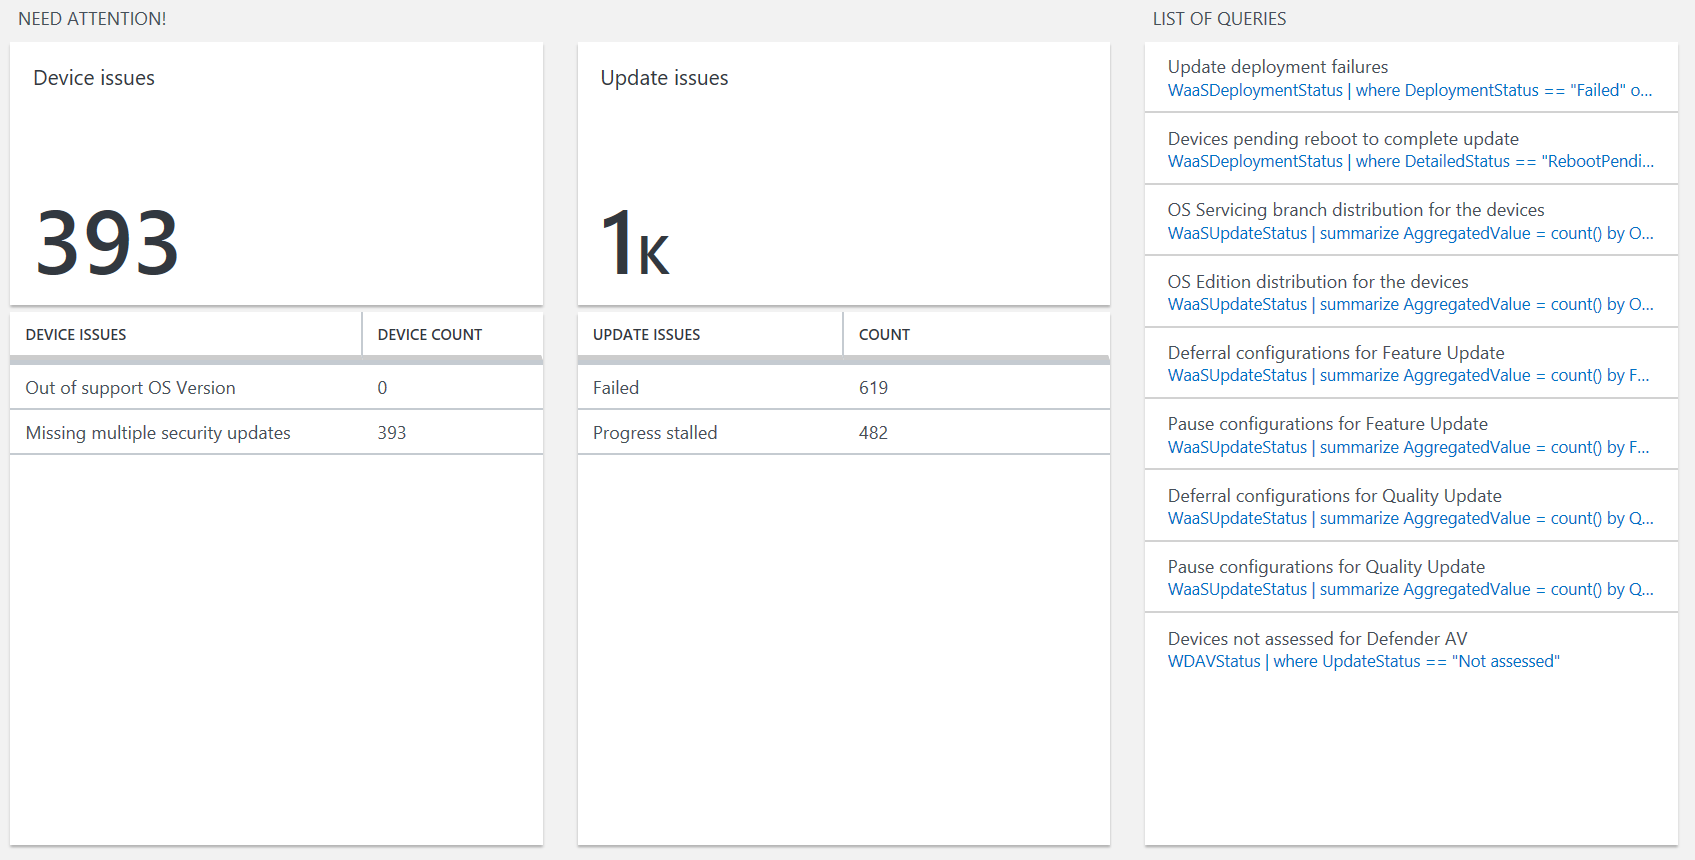 NEED ATTENTION!
Device issues
393
DEVICE ISSUES DEVICE COUNT
Out of support OS Version 0
Missing multiple security updates 393
Update issues
1K
UPDATE ISSUES COUNT
Failed 619
Progress stalled 482
LIST OF QUERIES
Update deployment failures
WaaSDeploymentStatus | where DeploymentStatus == "Failed" o...
Devices pending reboot to complete update
WaaSDeploymentStatus | where DetailedStatus == "RebootPendi...
OS Servicing branch distribution for the devices
WaaSUpdateStatus | summarize AggregatedValue = count() by O...
OS Edition distribution for the devices
WaaSUpdateStatus | summarize AggregatedValue = count() by O...
Deferral configurations for Feature Update
WaaSUpdateStatus | summarize AggregatedValue = count() by F...
Pause configurations for Feature Update
WaaSUpdateStatus | summarize AggregatedValue = count() by F...
Deferral configurations for Quality Update
WaaSUpdateStatus | summarize AggregatedValue = count() by Q...
Pause configurations for Quality Update
WaaSUpdateStatus | summarize AggregatedValue = count() by Q...
Devices not assessed for Defender AV
WDAVStatus | where UpdateStatus == "Not assessed"